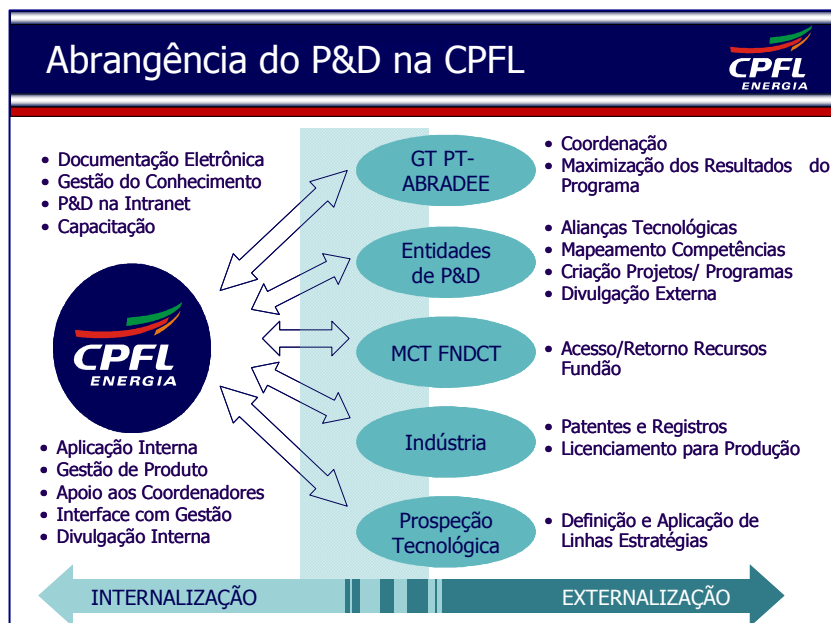 Abrangência do P&D na CPFL
CPFL
ENERGIA
• Documentação Eletrônica
• Gestão do Conhecimento
• P&D na Intranet
• Capacitação
CPFL
ENERGIA
• Aplicação Interna
• Gestão de Produto
• Apoio aos Coordenadores
• Interface com Gestão
• Divulgação Interna
GT PT-
ABRADEE
• Coordenação
• Maximização dos Resultados do
Programa
Entidades
de P&D
• Alianças Tecnológicas
• Mapeamento Competências
• Criação Projetos/ Programas
• Divulgação Externa
MCT FNDCT
• Acesso/Retorno Recursos
Fundão
Indústria
• Patentes e Registros
• Licenciamento para Produção
Prospeção
Tecnológica
• Definição e Aplicação de
Linhas Estratégias
INTERNALIZAÇÃO
EXTERNALIZAÇÃO